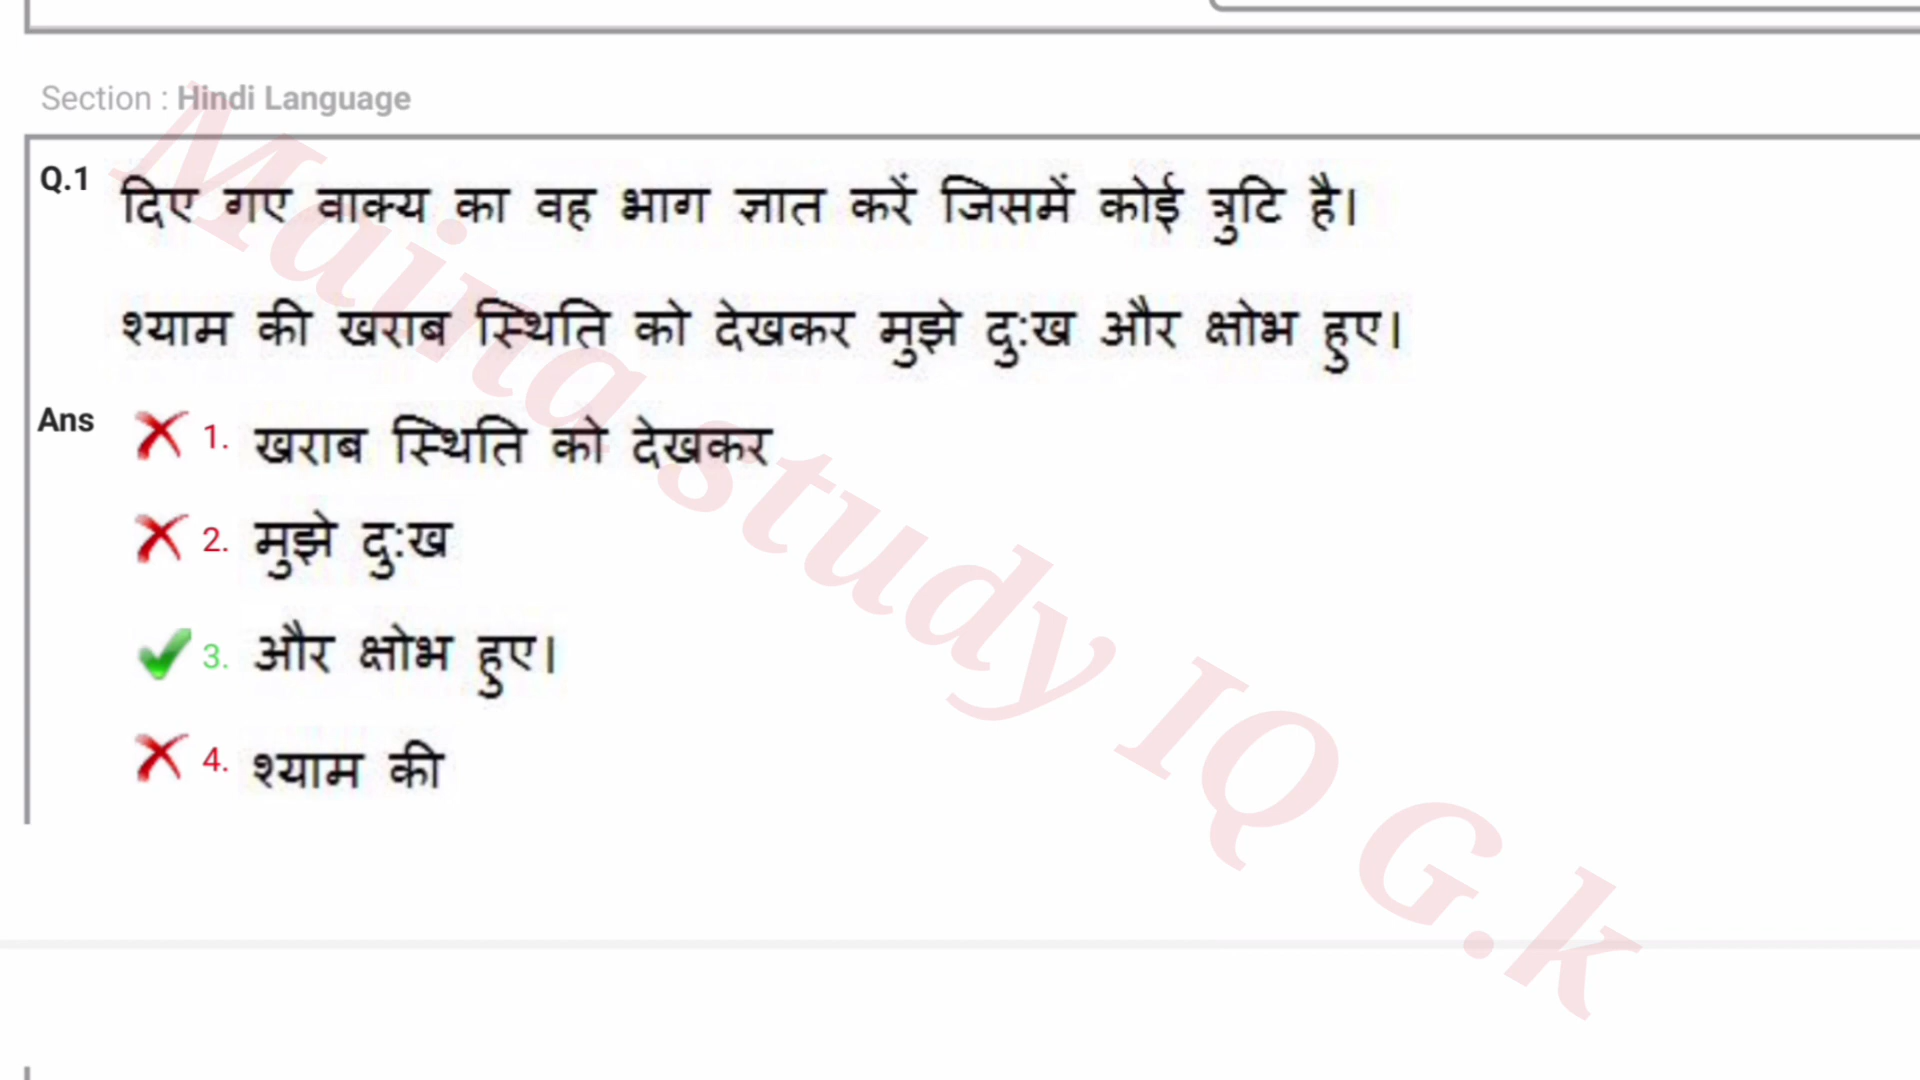 Section : Hindi Language
Q.1 दिए गए वाक्य का वह भाग ज्ञात करें जिसमें कोई त्रुटि है।
श्याम की खराब स्थिति को देखकर मुझे दु:ख और क्षोभ हुए।
Ans 1. खराब स्थिति को देखकर
2. मुझे दु:ख
3. और क्षोभ हुए।
4. श्याम की
Maina study IQ G.k